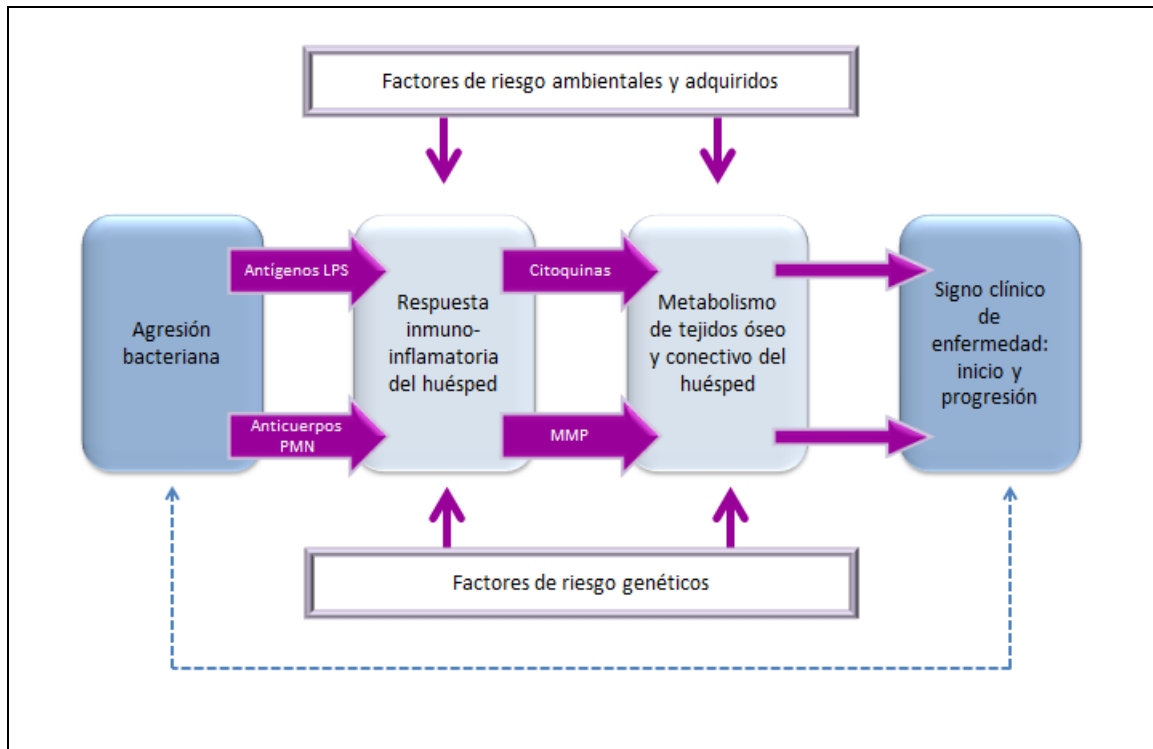 Factores de riesgo ambientales y adquiridos
Agresión
bacteriana
Antígenos LPS
Anticuerpos
PMN
Respuesta
inmuno-
inflamatoria
del huésped
Citoquinas
MMP
Metabolismo
de tejidos óseo
y conectivo del
huésped
Signo clínico
de
enfermedad:
inicio y
progresión
Factores de riesgo genéticos